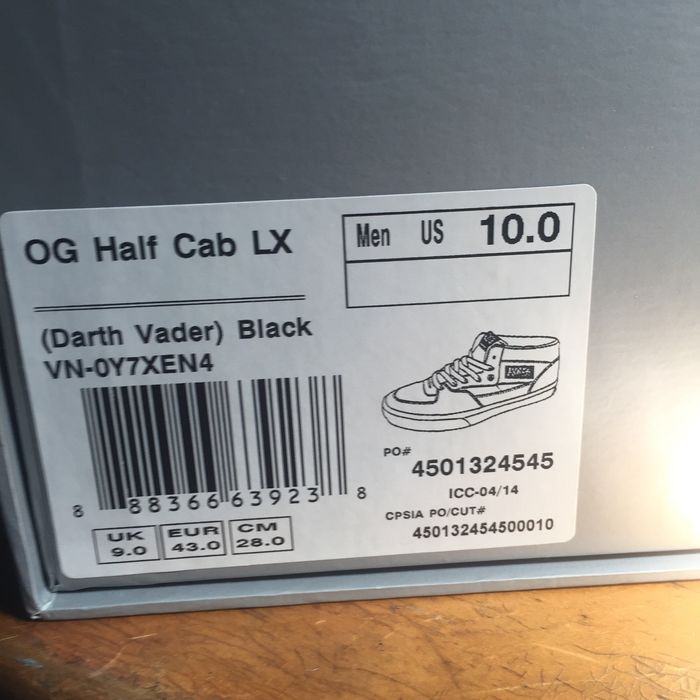 OG Half Cab LX
Men US 10.0
(Darth Vader) Black
VN-0Y7XEN4
8 88366 63923 8
UK 9.0
EUR 43.0
CM 28.0
PO# 4501324545
ICC-04/14
CPSIA PO/CUT#
450132454500010